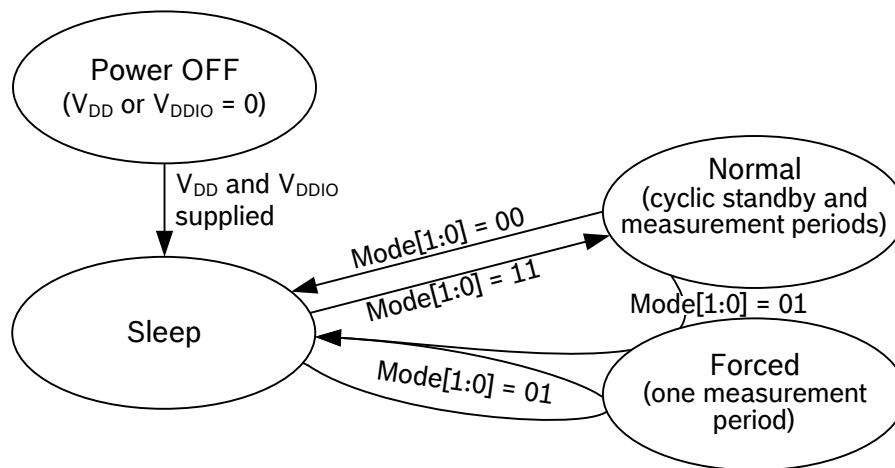 Power OFF
(VDD or VDDIO = 0)
VDD and VDDIO
supplied
Normal
(cyclic standby and
measurement periods)
Mode[1:0] = 00
Mode[1:0] = 11
Mode[1:0] = 01
Sleep
Mode[1:0] = 01
Forced
(one measurement
period)